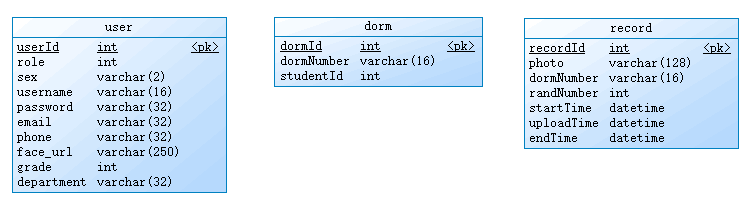 user
userId int <pk>
role int
sex varchar(2)
username varchar(16)
password varchar(32)
email varchar(32)
phone varchar(32)
face_url varchar(250)
grade int
department varchar(32)
dorm
dormId int <pk>
dormNumber varchar(16)
studentId int
record
recordId int <pk>
photo varchar(128)
dormNumber varchar(16)
randNumber int
startTime datetime
uploadTime datetime
endTime datetime